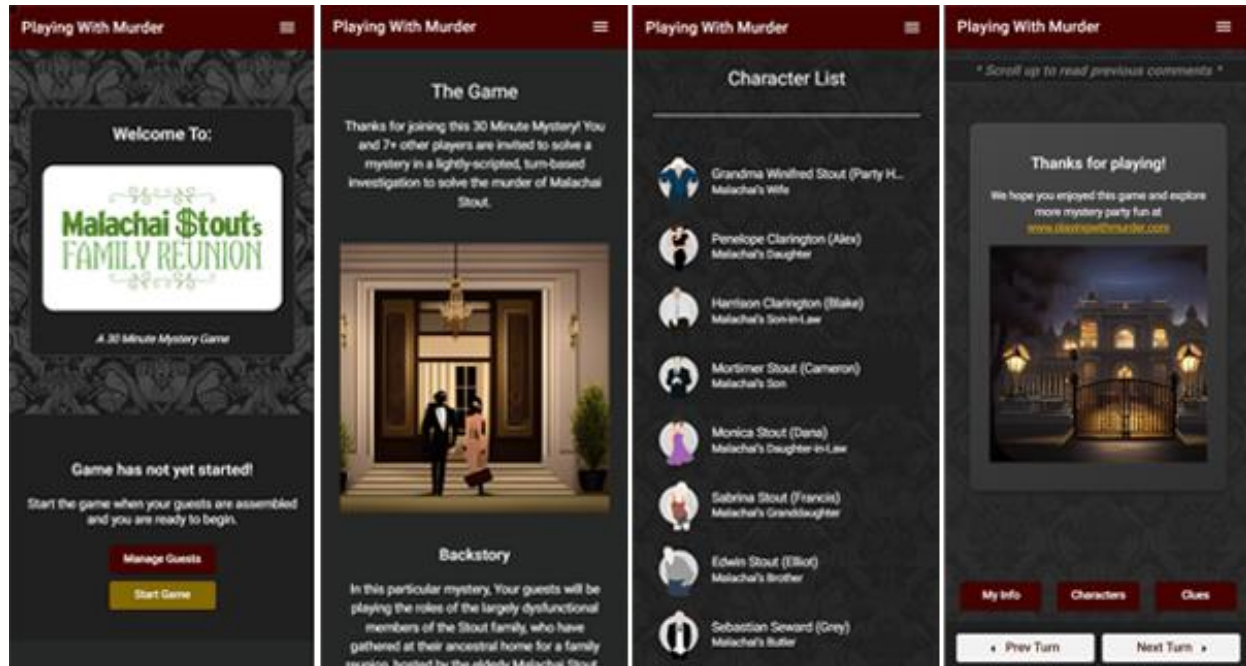 Playing With Murder
Welcome To:
Malachai $tout's
FAMILY REUNION
A 30 Minute Mystery Game
Game has not yet started!
Start the game when your guests are assembled
and you are ready to begin.
Manage Guests
Start Game
Playing With Murder
The Game
Thanks for joining this 30 Minute Mystery! You
and 7+ other players are invited to solve a
mystery in a lightly-scripted, turn-based
investigation to solve the murder of Malachai
Stout.
Backstory
In this particular mystery, Your guests will be
playing the roles of the largely dysfunctional
members of the Stout family, who have
gathered at their ancestral home for a family
reunion, hosted by the elderly Malachai Stout.
Playing With Murder
Character List
Grandma Winifred Stout (Party H...
Malachai's Wife
Penelope Clarington (Alex)
Malachai's Daughter
Harrison Clarington (Blake)
Malachai's Son-in-Law
Mortimer Stout (Cameron)
Malachai's Son
Monica Stout (Dana)
Malachai's Daughter-in-Law
Sabrina Stout (Francis)
Malachai's Granddaughter
Edwin Stout (Elliot)
Malachai's Brother
Sebastian Seward (Grey)
Malachai's Butler
Playing With Murder
* Scroll up to read previous comments *
Thanks for playing!
We hope you enjoyed this game and explore
more mystery party fun at
www.playingwithmurder.com
My Info
Characters
Clues
Prev Turn
Next Turn